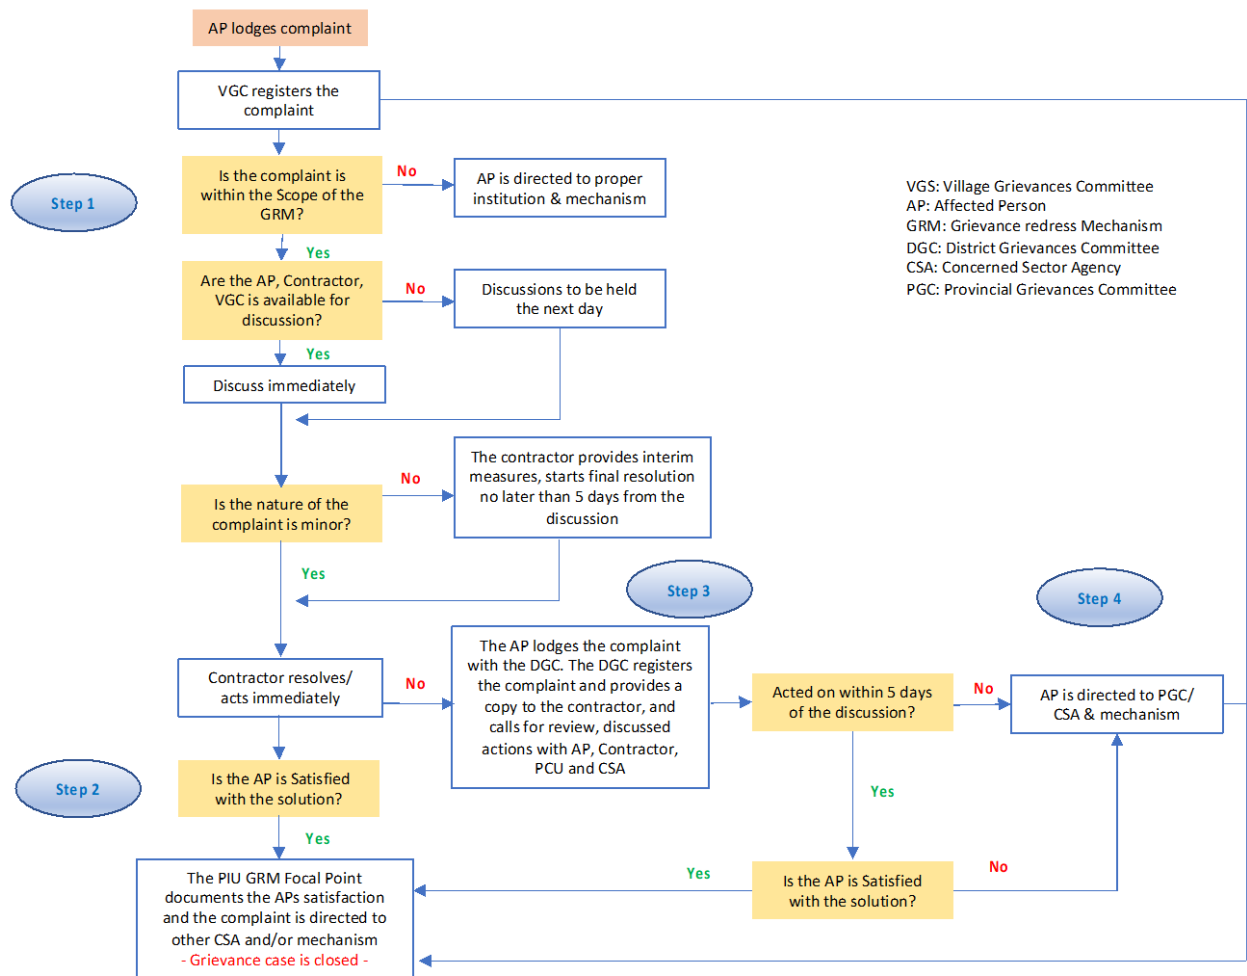 AP lodges complaint
VGC registers the
complaint
Step 1
Is the complaint is
within the Scope of the
GRM?
No
AP is directed to proper
institution & mechanism
VGS: Village Grievances Committee
AP: Affected Person
GRM: Grievance redress Mechanism
DGC: District Grievances Committee
CSA: Concerned Sector Agency
PGC: Provincial Grievances Committee
Yes
Are the AP, Contractor,
VGC is available for
discussion?
No
Discussions to be held
the next day
Yes
Discuss immediately
Is the nature of the
complaint is minor?
No
The contractor provides interim
measures, starts final resolution
no later than 5 days from the
discussion
Yes
Step 3
Step 4
Contractor resolves/
acts immediately
No
The AP lodges the complaint
with the DGC. The DGC registers
the complaint and provides a
copy to the contractor, and
calls for review, discussed
actions with AP, Contractor,
PCU and CSA
Acted on within 5 days
of the discussion?
No
AP is directed to PGC/
CSA & mechanism
Step 2
Is the AP is Satisfied
with the solution?
Yes
Yes
The PIU GRM Focal Point
documents the APs satisfaction
and the complaint is directed to
other CSA and/or mechanism
- Grievance case is closed -
Yes
Is the AP is Satisfied
with the solution?
No